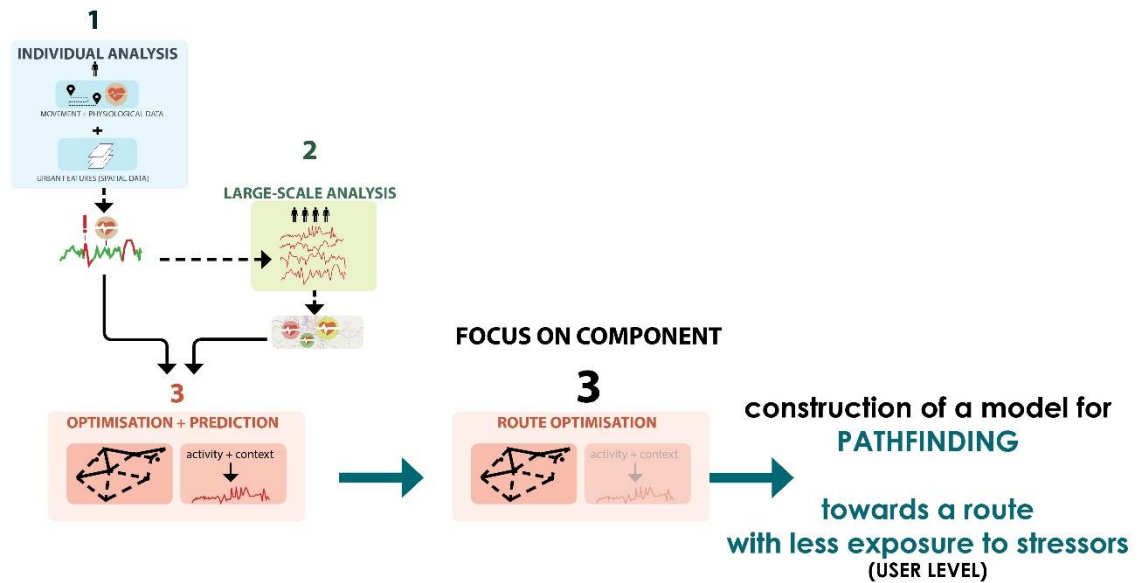 1
INDIVIDUAL ANALYSIS
MOVEMENT + PHYSIOLOGICAL DATA
+
URBAN FEATURES [SPATIAL DATA]
!
2
LARGE-SCALE ANALYSIS
3
OPTIMISATION + PREDICTION
activity + context
FOCUS ON COMPONENT
3
ROUTE OPTIMISATION
activity + context
construction of a model for
PATHFINDING
towards a route
with less exposure to stressors
(USER LEVEL)